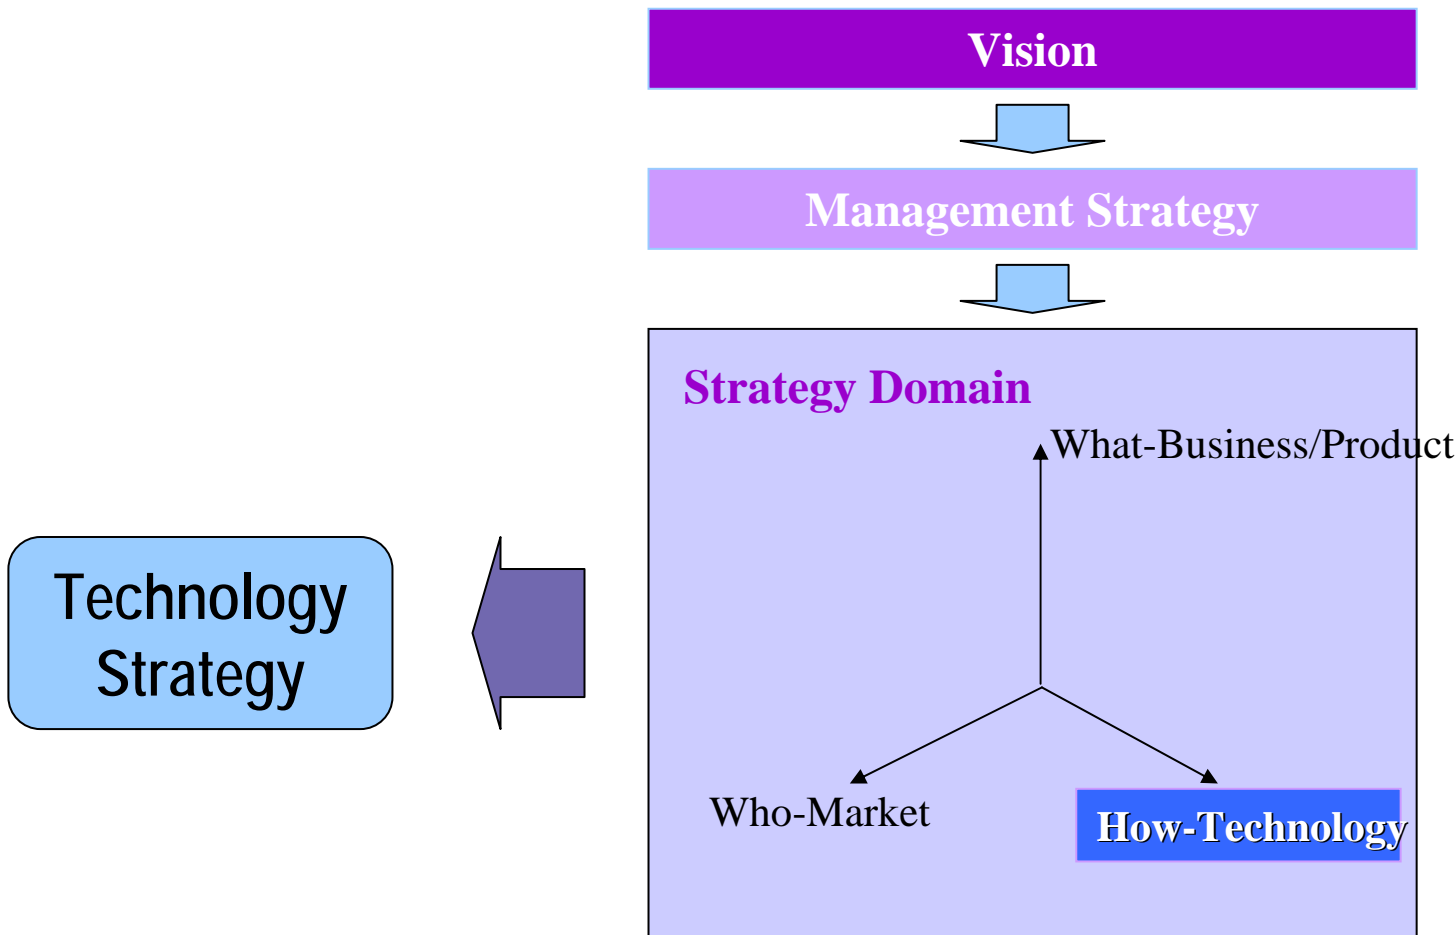 Vision
Management Strategy
Strategy Domain
What-Business/Product
Technology
Strategy
Who-Market
How-Technology